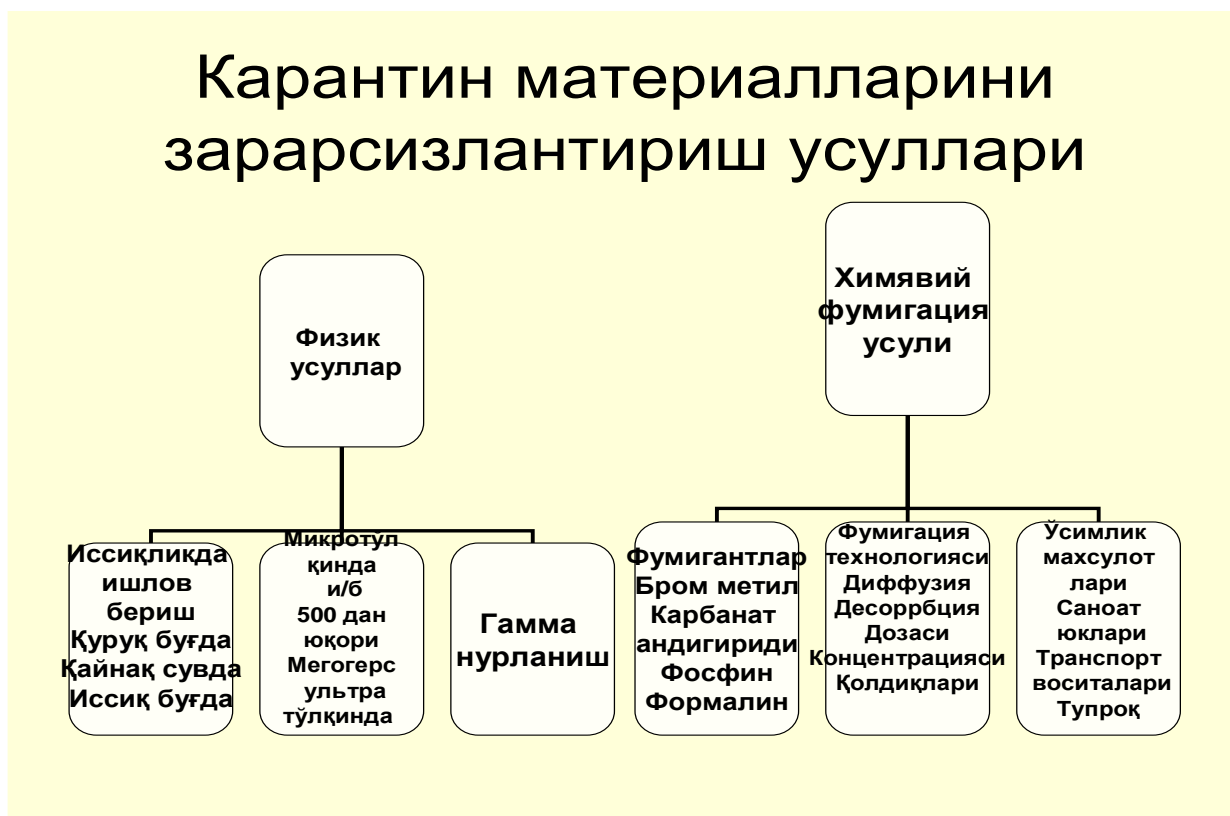 Карантин материалларини
зарарсизлантириш усуллари
Физик
усуллар
Химявий
фумигация
усули
Иссиқликда
ишлов
бериш
Қуруқ буғда
Қайнақ сувда
Иссиқ буғда
Микротўл
қинда
и/б
500 дан
юқори
Мегогерс
ультра
тўлқинда
Гамма
нурланиш
Фумигантлар
Бром метил
Карбанат
андигириди
Фосфин
Формалин
Фумигация
технологияси
Диффузия
Десоррбция
Дозаси
Концентрацияси
Қолдиқлари
Ўсимлик
махсулот
лари
Саноат
юклари
Транспорт
воситалари
Тупроқ